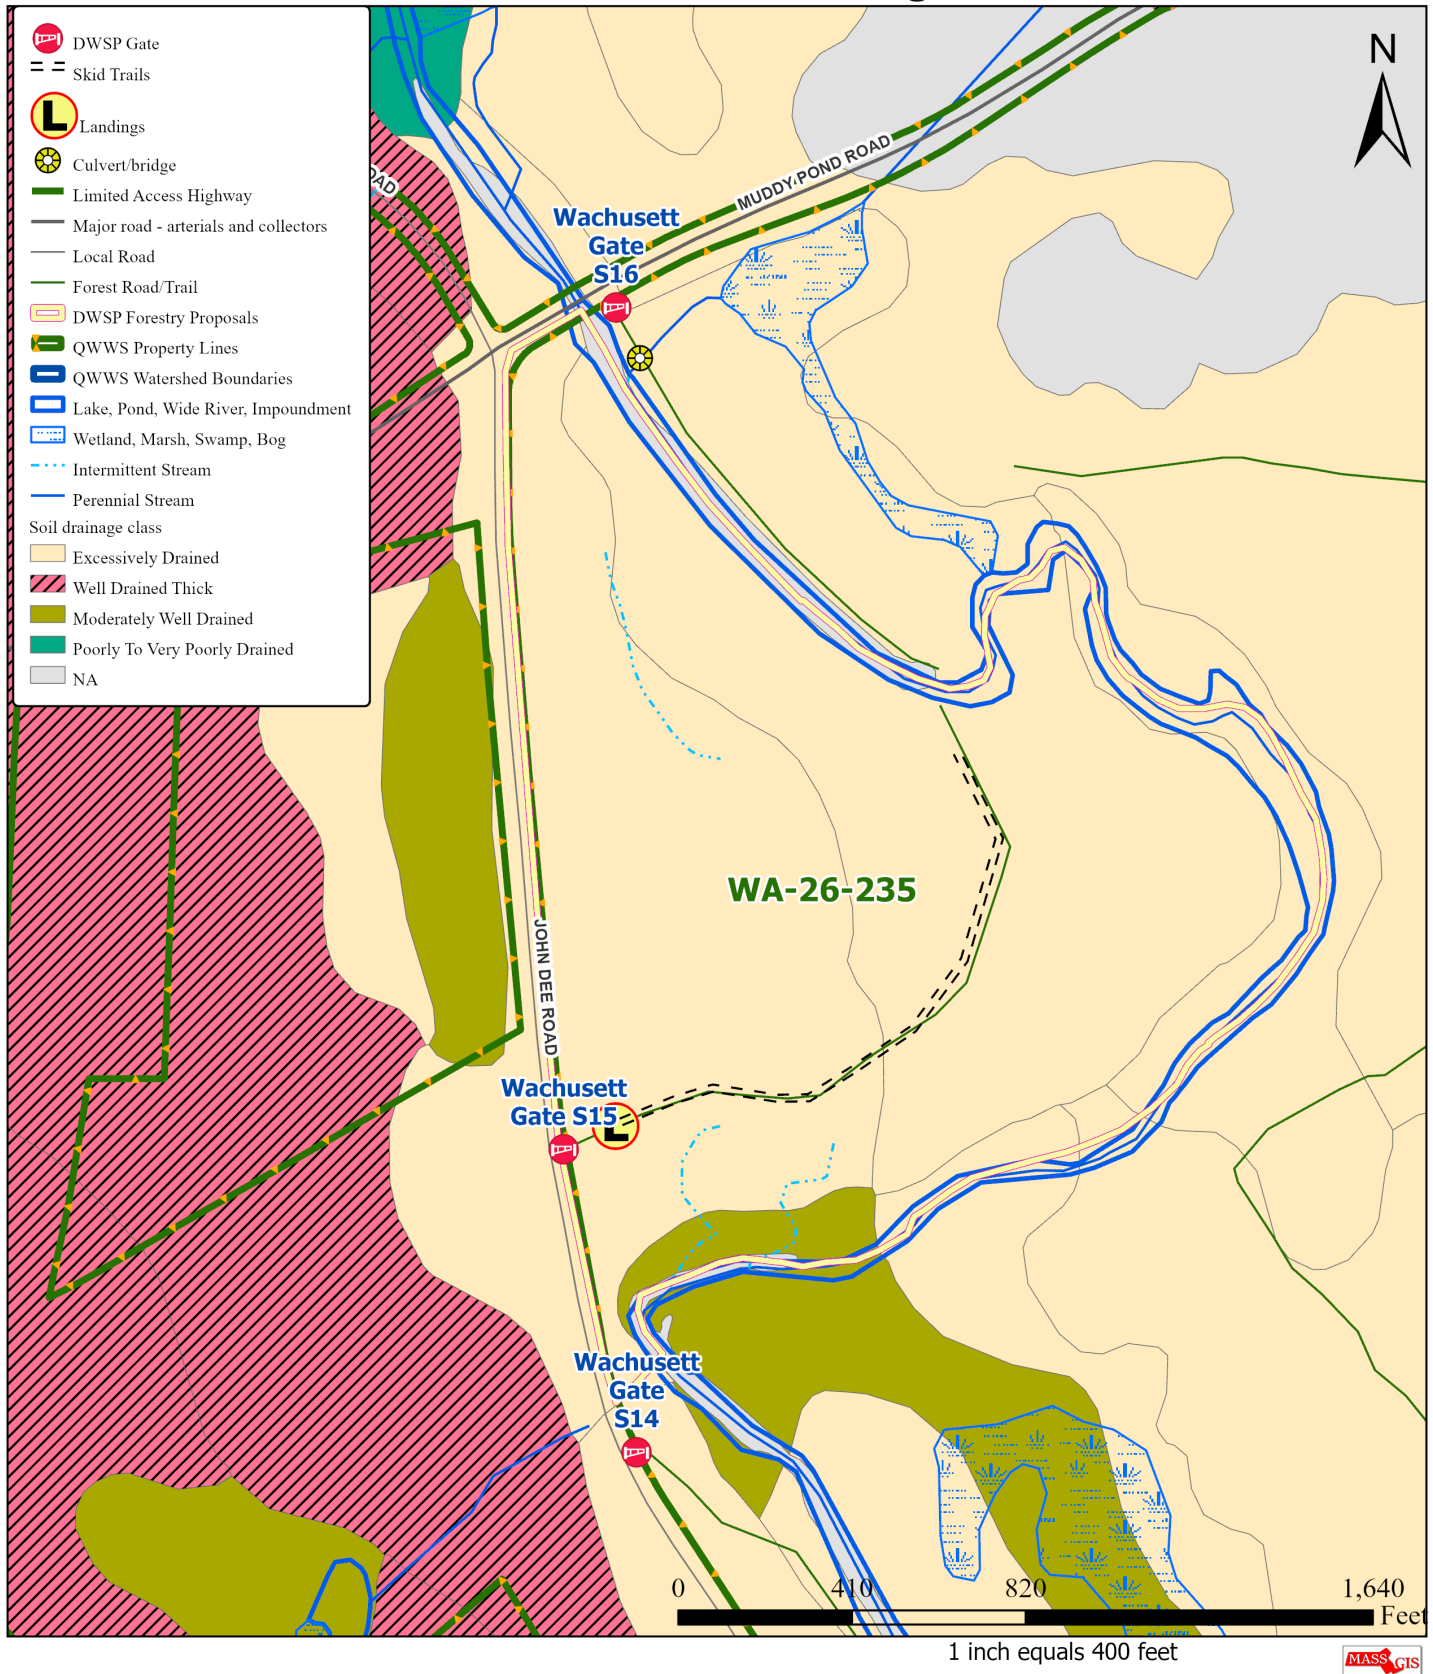 DWSP Gate
Skid Trails
L
Landings
Culvert/bridge
Limited Access Highway
Major road - arterials and collectors
Local Road
Forest Road/Trail
DWSP Forestry Proposals
QWWS Property Lines
QWWS Watershed Boundaries
Lake, Pond, Wide River, Impoundment
Wetland, Marsh, Swamp, Bog
Intermittent Stream
Perennial Stream
Soil drainage class
Excessively Drained
Well Drained Thick
Moderately Well Drained
Poorly To Very Poorly Drained
NA
N
MUDDY POND ROAD
Wachusett
Gate
S16
WA-26-235
JOHN DEE ROAD
Wachusett
Gate S15
L
Wachusett
Gate
S14
0 410 820 1,640
Feet
1 inch equals 400 feet
MASS GIS